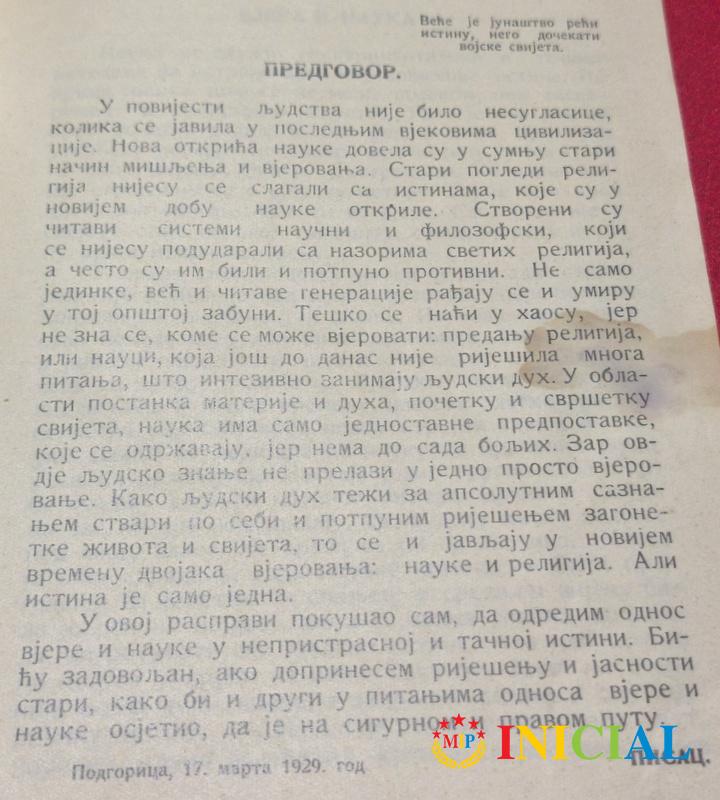 Веће је јунаштво рећи
истину, него дочекати
војске свијета.
ПРЕДГОВОР.
У повијести људства није било несугласице,
колика се јавила у последњим вјековима цивилиза-
ције. Нова открића науке довела су у сумњу стари
начин мишљења и вјеровања. Стари погледи рели-
гија нијесу се слагали са истинама, које су у
новијем добу науке откриле. Створени су
читави системи научни и филозофски, који
се нијесу подударали са назорима светих религија,
а често су им били и потпуно противни. Не само
јединке, већ и читаве генерације рађају се и умиру
у тој општој забуни. Тешко се наћи у хаосу, јер
не зна се, коме се може вјеровати: предању религија,
или науци, која још до данас није ријешила многа
питања, што интезивно занимају људски дух. У обла-
сти постанка материје и духа, почетку и свршетку
свијета, наука има само једноставне предпоставке,
које се одржавају, јер нема до сада бољих. Зар ов-
дје људско знање не прелази у једно просто вјеро-
вање. Како људски дух тежи за апсолутним сазна-
њем ствари по себи и потпуним ријешењем загоне-
тке живота и свијета, то се и јављају у новијем
времену двојака вјеровања: науке и религија. Али
истина је само једна.
У овој расправи покушао сам, да одредим однос
вјере и науке у непристрасној и тачној истини. Би-
ћу задовољан, ако допринесем ријешењу и јасности
стари, како би и други у питањима односа вјере и
науке осјетио, да је на сигурном и правом путу.
MP INICIAL
ПИСАЦ.
Подгорица, 17. марта 1929. год